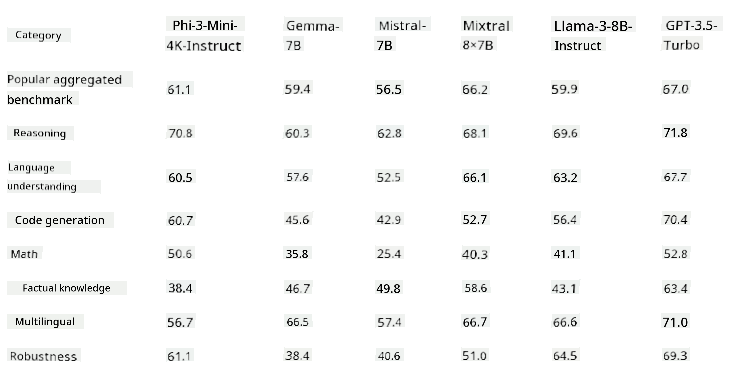 Category Phi-3-Mini-4K-Instruct Gemma-7B Mistral-7B Mixtral 8×7B Llama-3-8B-Instruct GPT-3.5-Turbo
Popular aggregated benchmark 61.1 59.4 56.5 66.2 59.9 67.0
Reasoning 70.8 60.3 62.8 68.1 69.6 71.8
Language understanding 60.5 57.6 52.5 66.1 63.2 67.7
Code generation 60.7 45.6 42.9 52.7 56.4 70.4
Math 50.6 35.8 25.4 40.3 41.1 52.8
Factual knowledge 38.4 46.7 49.8 58.6 43.1 63.4
Multilingual 56.7 66.5 57.4 66.7 66.6 71.0
Robustness 61.1 38.4 40.6 51.0 64.5 69.3